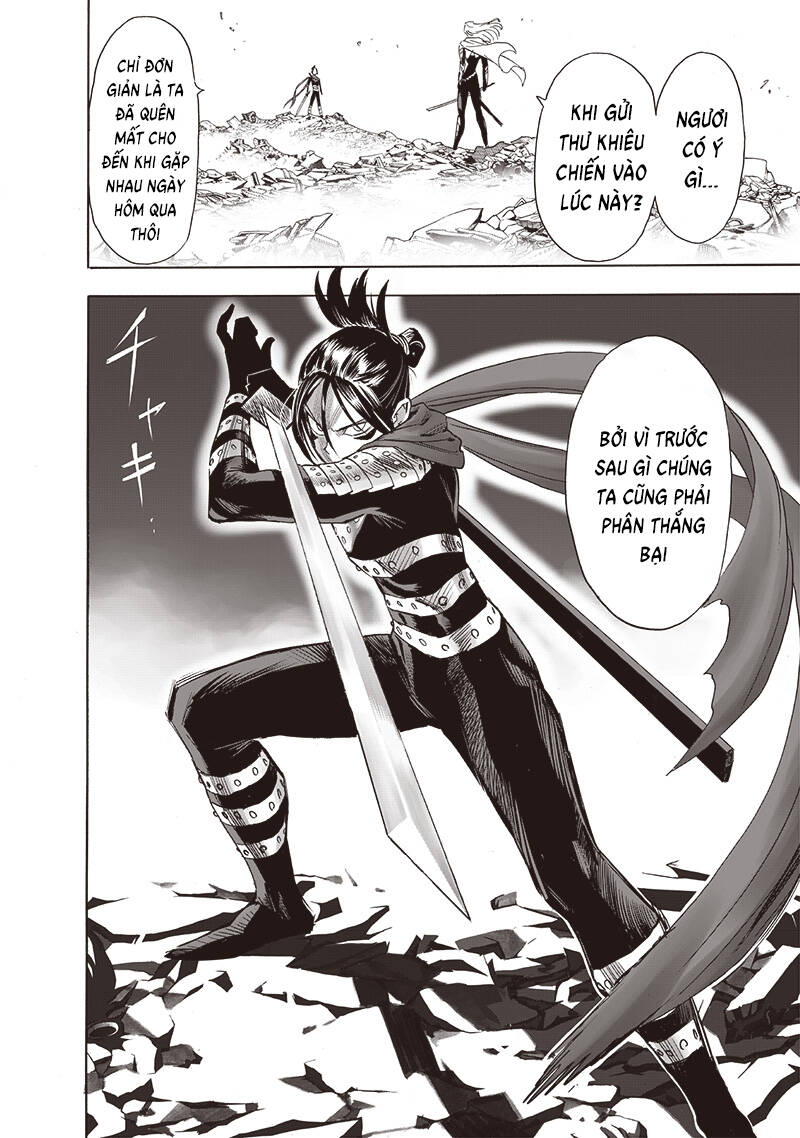 NGƯƠI
CÓ Ý
GÌ...
KHI GỬI
THƯ KHIÊU
CHIẾN VÀO
LÚC NÀY?
CHỈ ĐƠN
GIẢN LÀ TA
ĐÃ QUÊN
MẤT CHO
ĐẾN KHI GẶP
NHAU NGÀY
HÔM QUA
THÔI
BỞI VÌ TRƯỚC
SAU GÌ CHÚNG
TA CŨNG PHẢI
PHÂN THẮNG
BẠI
チャキッ